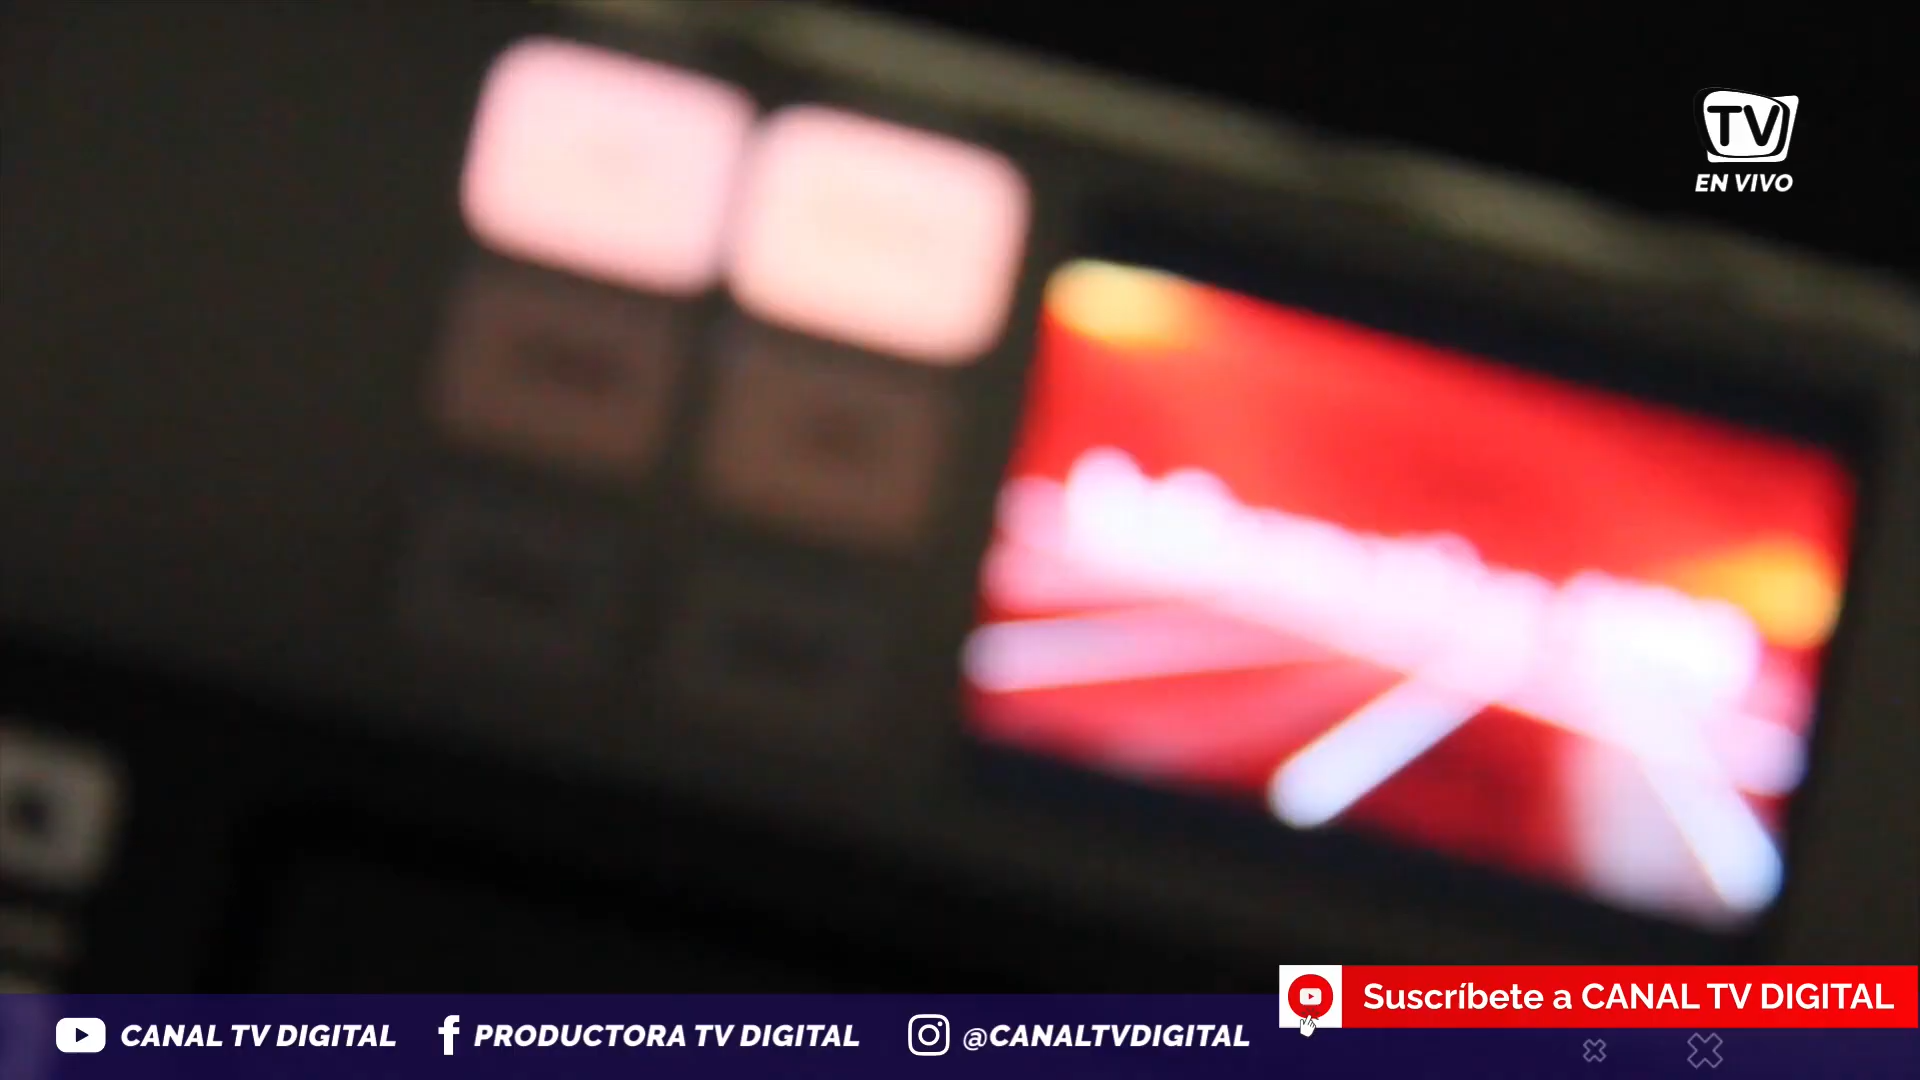 TV
EN VIVO
Suscríbete a CANAL TV DIGITAL
CANAL TV DIGITAL
PRODUCTORA TV DIGITAL
@CANALTVDIGITAL